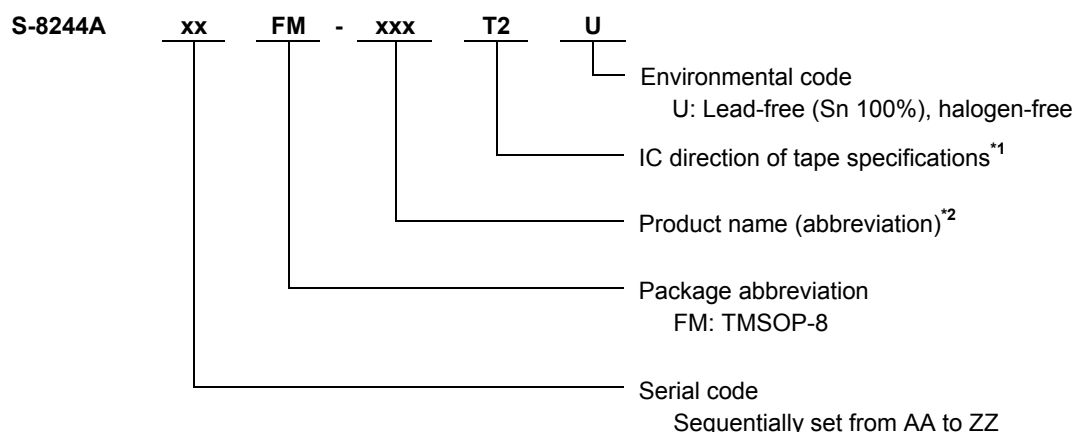 S-8244A xx FM - xxx T2 U
Environmental code
U: Lead-free (Sn 100%), halogen-free
IC direction of tape specifications*1
Product name (abbreviation)*2
Package abbreviation
FM: TMSOP-8
Serial code
Sequentially set from AA to ZZ